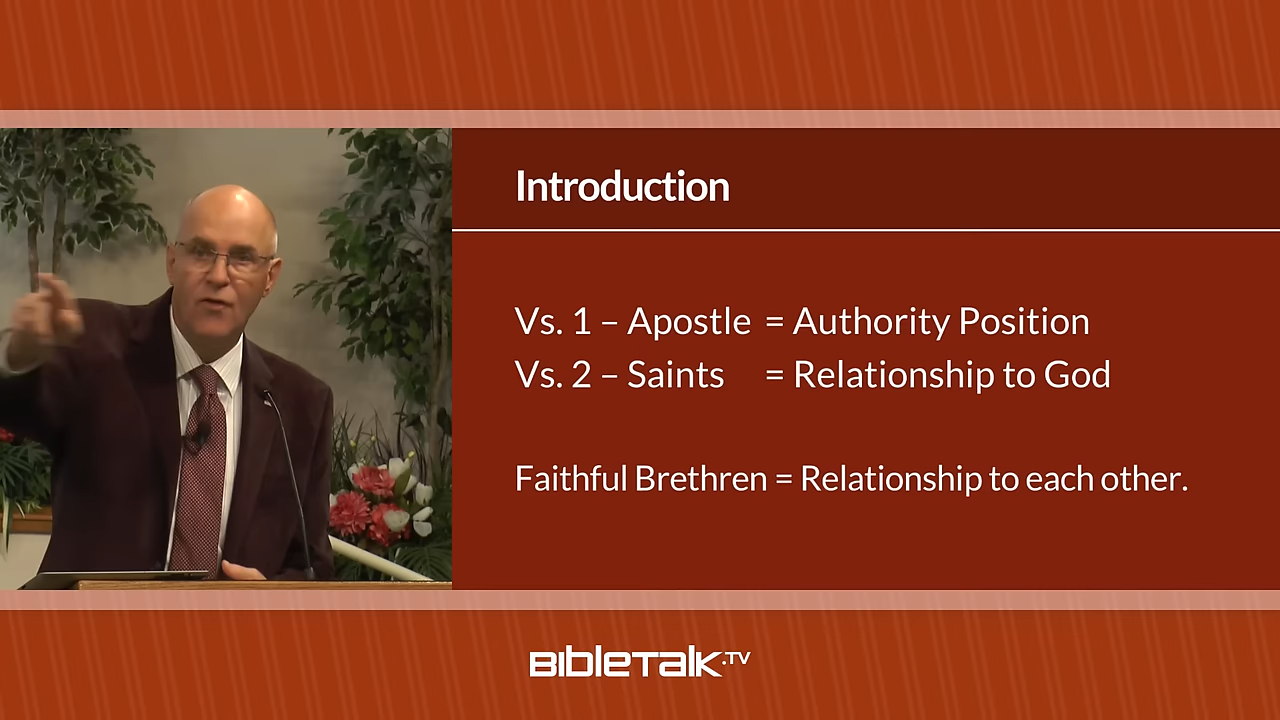 Introduction
Vs. 1 – Apostle = Authority Position
Vs. 2 – Saints = Relationship to God
Faithful Brethren = Relationship to each other.
BibleTalk.TV